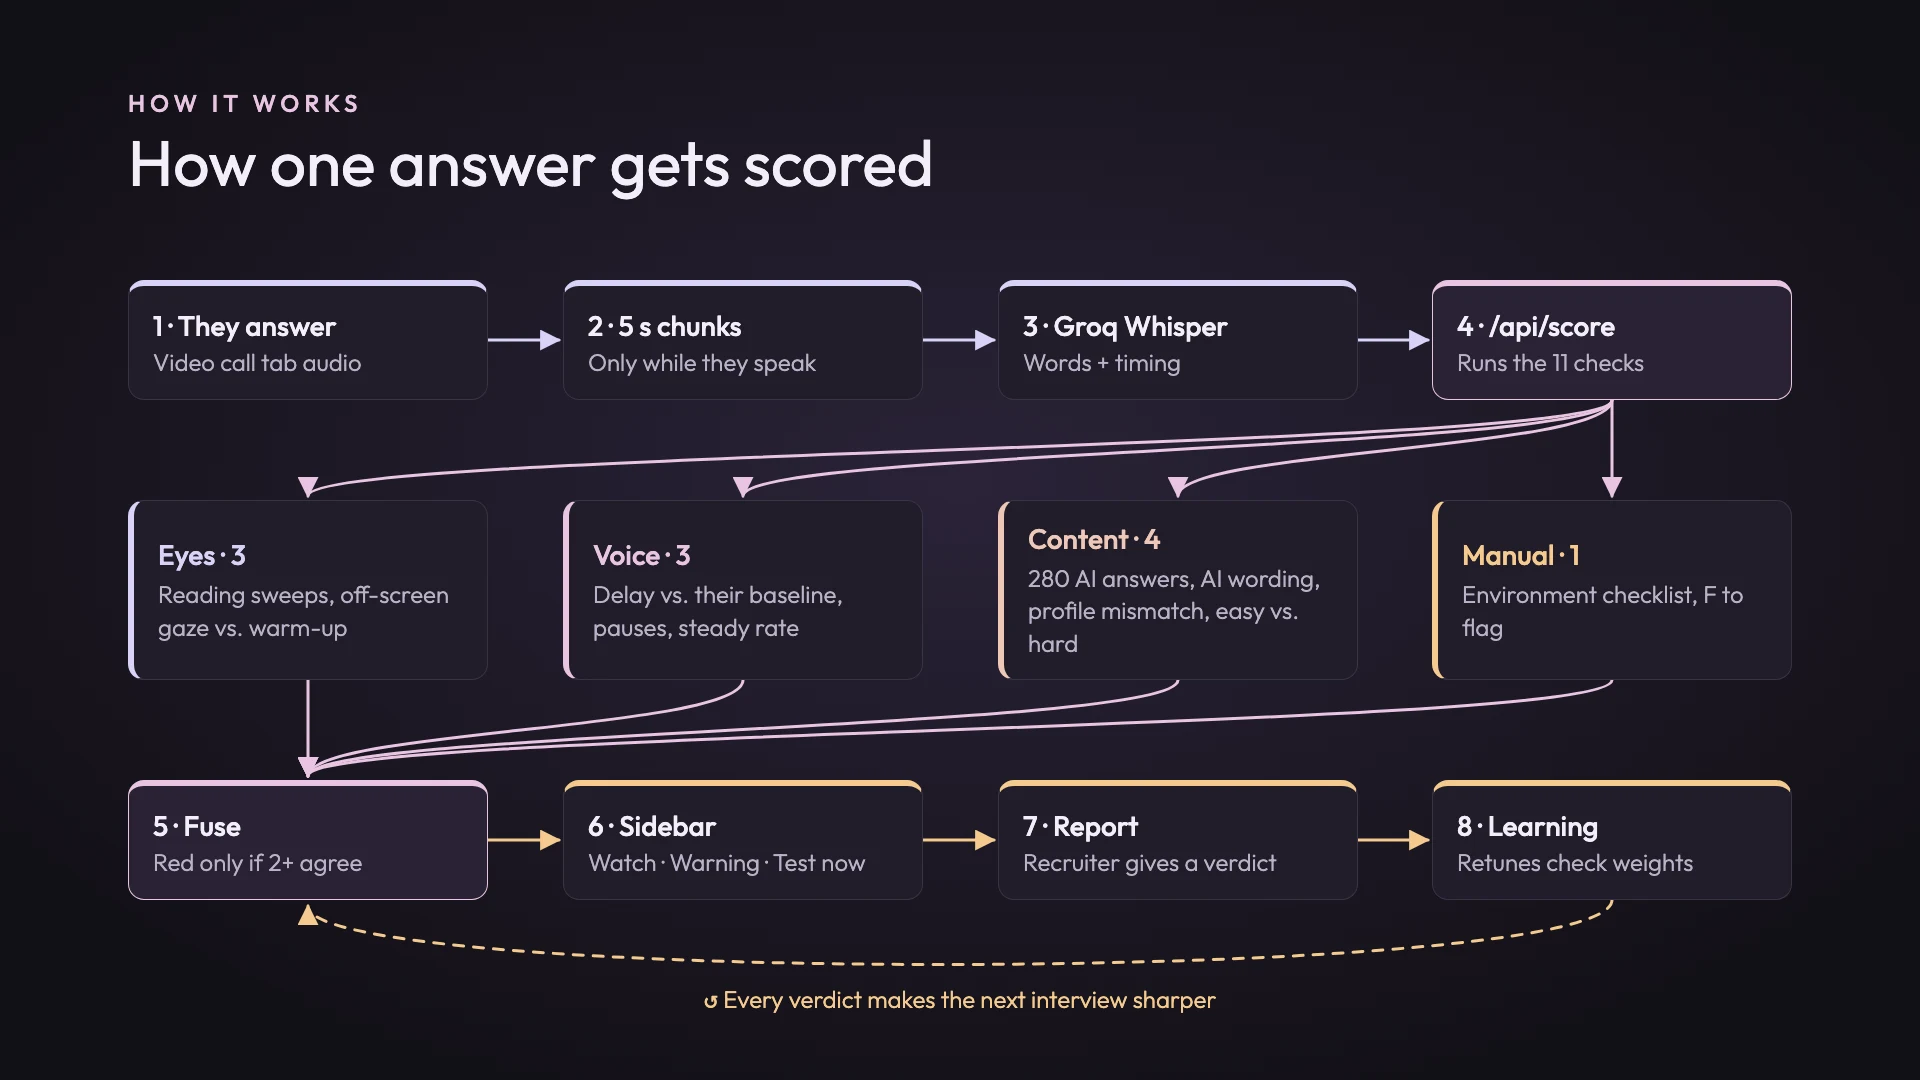 HOW IT WORKS
How one answer gets scored
1 · They answer
Video call tab audio
2 · 5 s chunks
Only while they speak
3 · Groq Whisper
Words + timing
4 · /api/score
Runs the 11 checks
Eyes · 3
Reading sweeps, off-screen
gaze vs. warm-up
Voice · 3
Delay vs. their baseline,
pauses, steady rate
Content · 4
280 AI answers, AI wording,
profile mismatch, easy vs.
hard
Manual · 1
Environment checklist, F to
flag
5 · Fuse
Red only if 2+ agree
6 · Sidebar
Watch · Warning · Test now
7 · Report
Recruiter gives a verdict
8 · Learning
Retunes check weights
↺ Every verdict makes the next interview sharper